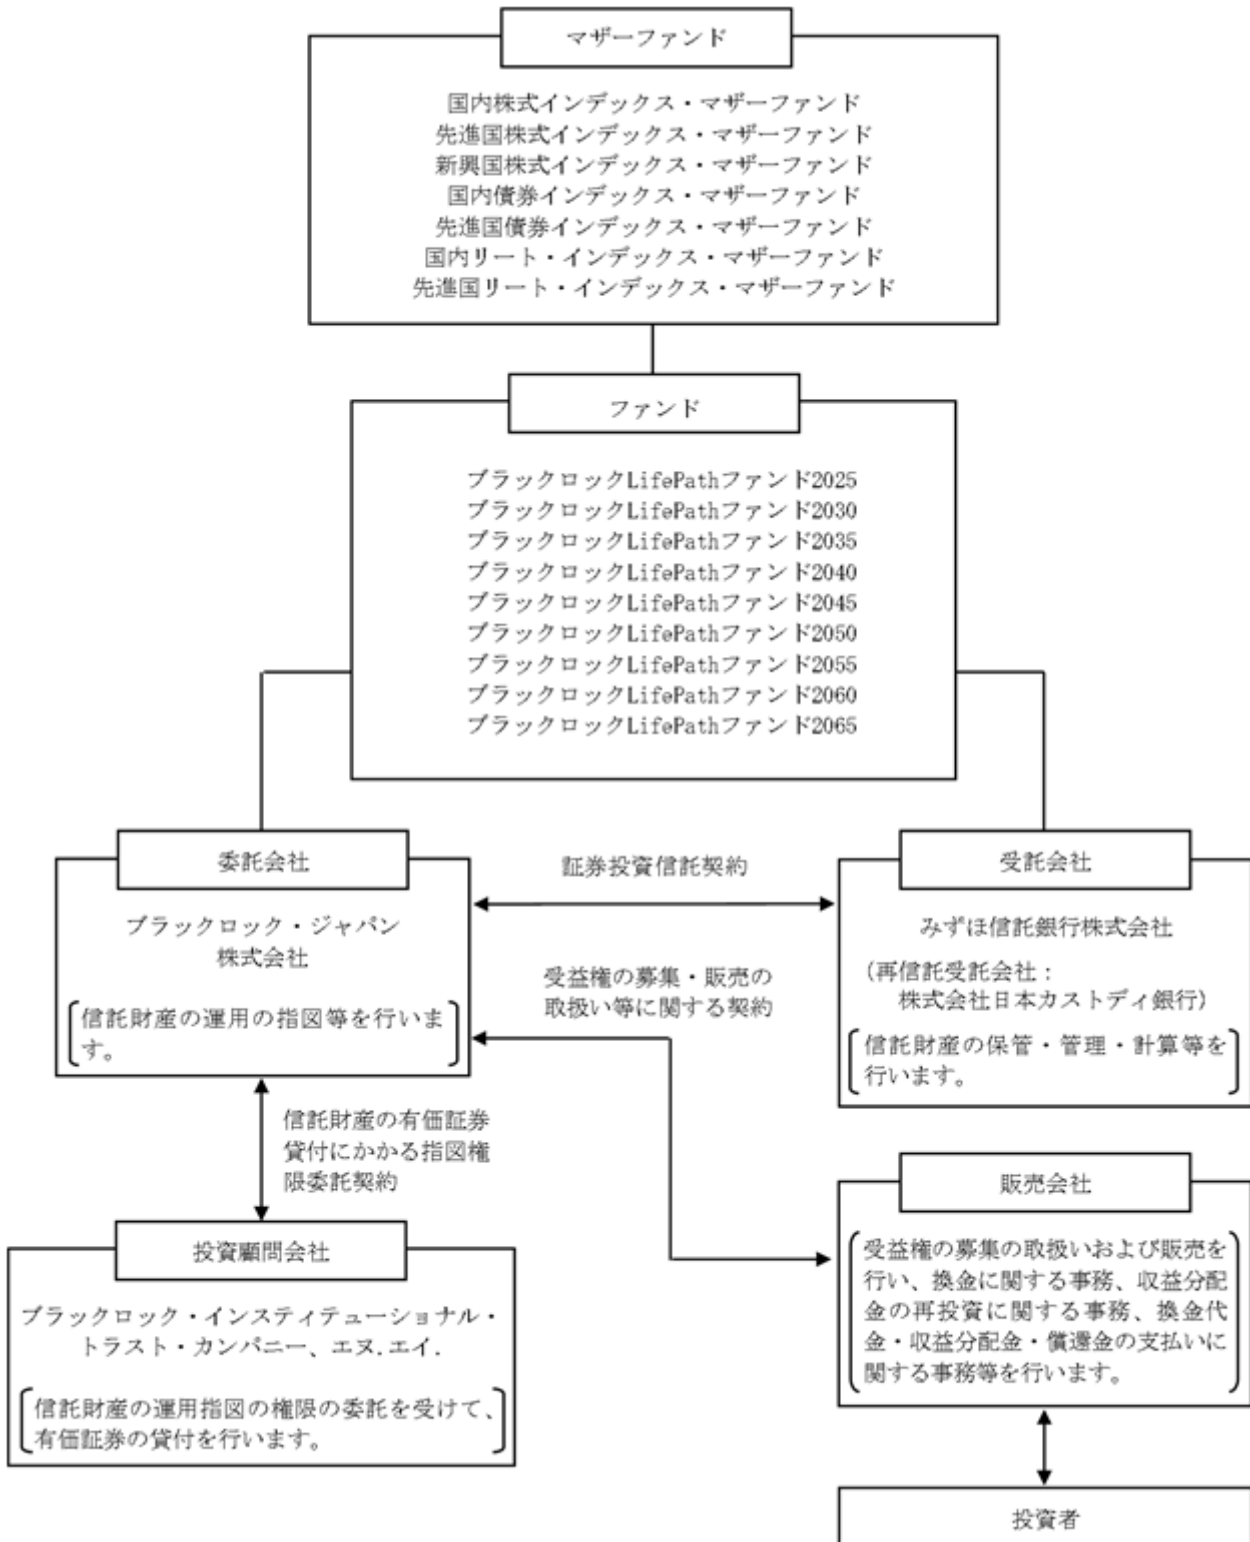 マザーファンド
国内株式インデックス・マザーファンド
先進国株式インデックス・マザーファンド
新興国株式インデックス・マザーファンド
国内債券インデックス・マザーファンド
先進国債券インデックス・マザーファンド
国内リート・インデックス・マザーファンド
先進国リート・インデックス・マザーファンド
ファンド
ブラックロックLifePathファンド2025
ブラックロックLifePathファンド2030
ブラックロックLifePathファンド2035
ブラックロックLifePathファンド2040
ブラックロックLifePathファンド2045
ブラックロックLifePathファンド2050
ブラックロックLifePathファンド2055
ブラックロックLifePathファンド2060
ブラックロックLifePathファンド2065
委託会社
ブラックロック・ジャパン
株式会社
信託財産の運用の指図等を行いま
す。
証券投資信託契約
受益権の募集・販売の
取扱い等に関する契約
受託会社
みずほ信託銀行株式会社
(再信託受託会社：
株式会社日本カストディ銀行)
信託財産の保管・管理・計算等を
行います。
信託財産の有価証券
貸付にかかる指図権
限委託契約
投資顧問会社
ブラックロック・インスティテューショナル・
トラスト・カンパニー、エヌ.エイ.
信託財産の運用指図の権限の委託を受けて、
有価証券の貸付を行います。
販売会社
受益権の募集の取扱いおよび販売を
行い、換金に関する事務、収益分配
金の再投資に関する事務、換金代
金・収益分配金・償還金の支払いに
関する事務等を行います。
投資者